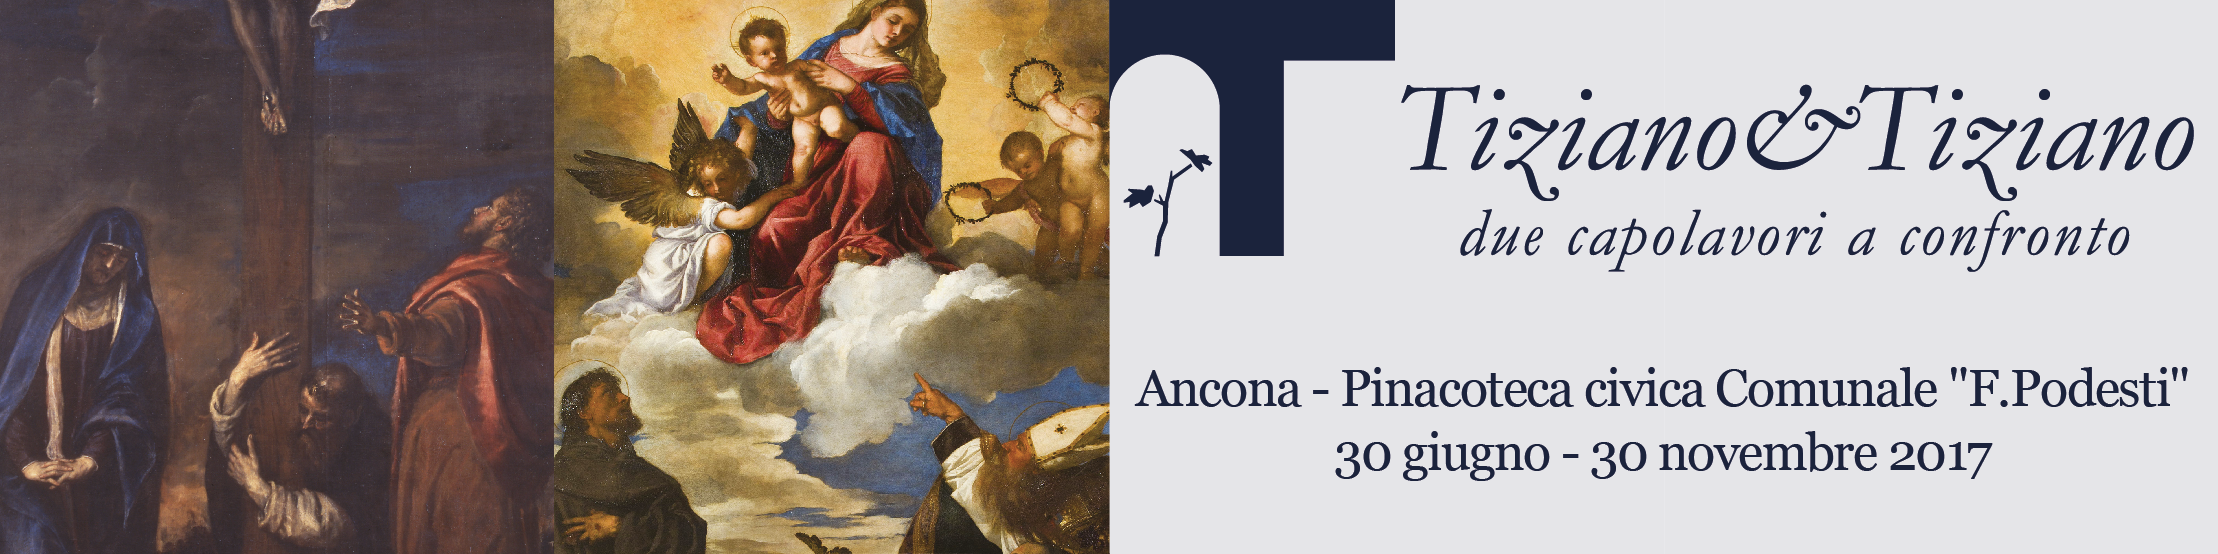 Tiziano&Tiziano
due capolavori a confronto
Ancona - Pinacoteca civica Comunale "F.Podesti"
30 giugno - 30 novembre 2017